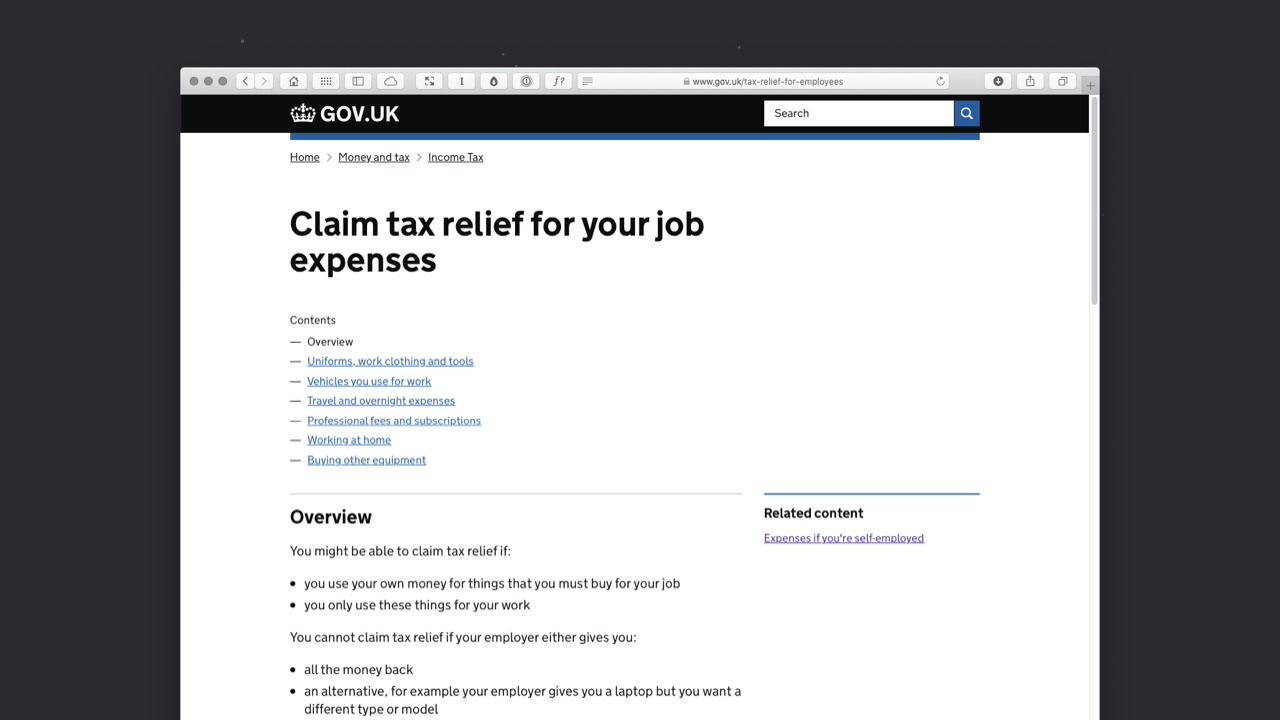 I
f?
www.gov.uk/tax-relief-for-employees
GOV.UK
Search
Home > Money and tax > Income Tax
Claim tax relief for your job
expenses
Contents
— Overview
— Uniforms, work clothing and tools
— Vehicles you use for work
— Travel and overnight expenses
— Professional fees and subscriptions
— Working at home
— Buying other equipment
Overview
You might be able to claim tax relief if:
• you use your own money for things that you must buy for your job
• you only use these things for your work
You cannot claim tax relief if your employer either gives you:
• all the money back
• an alternative, for example your employer gives you a laptop but you want a
different type or model
Related content
Expenses if you're self-employed